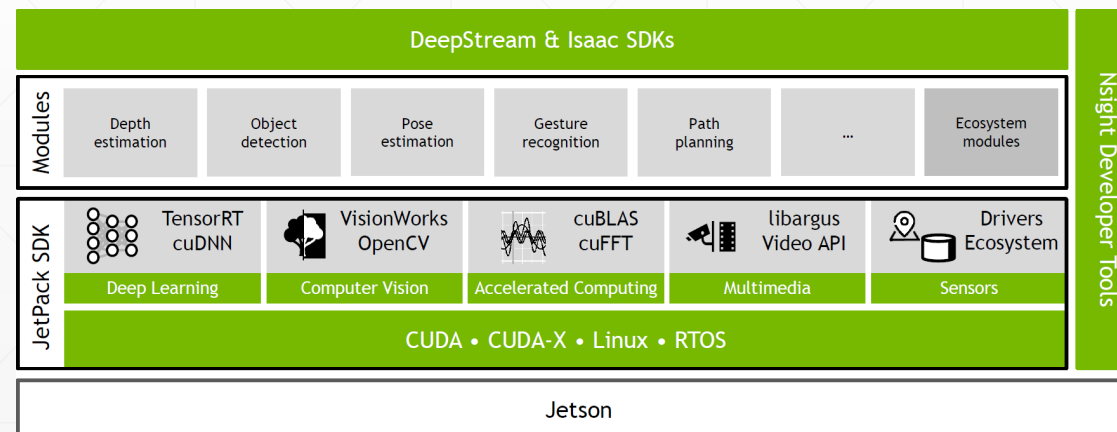 DeepStream & Isaac SDKs
Modules
Depth
estimation
Object
detection
Pose
estimation
Gesture
recognition
Path
planning
...
Ecosystem
modules
JetPack SDK
TensorRT
cuDNN
Deep Learning
VisionWorks
OpenCV
Computer Vision
cuBLAS
cuFFT
Accelerated Computing
libargus
Video API
Multimedia
Drivers
Ecosystem
Sensors
CUDA • CUDA-X • Linux • RTOS
Nsight Developer Tools
Jetson